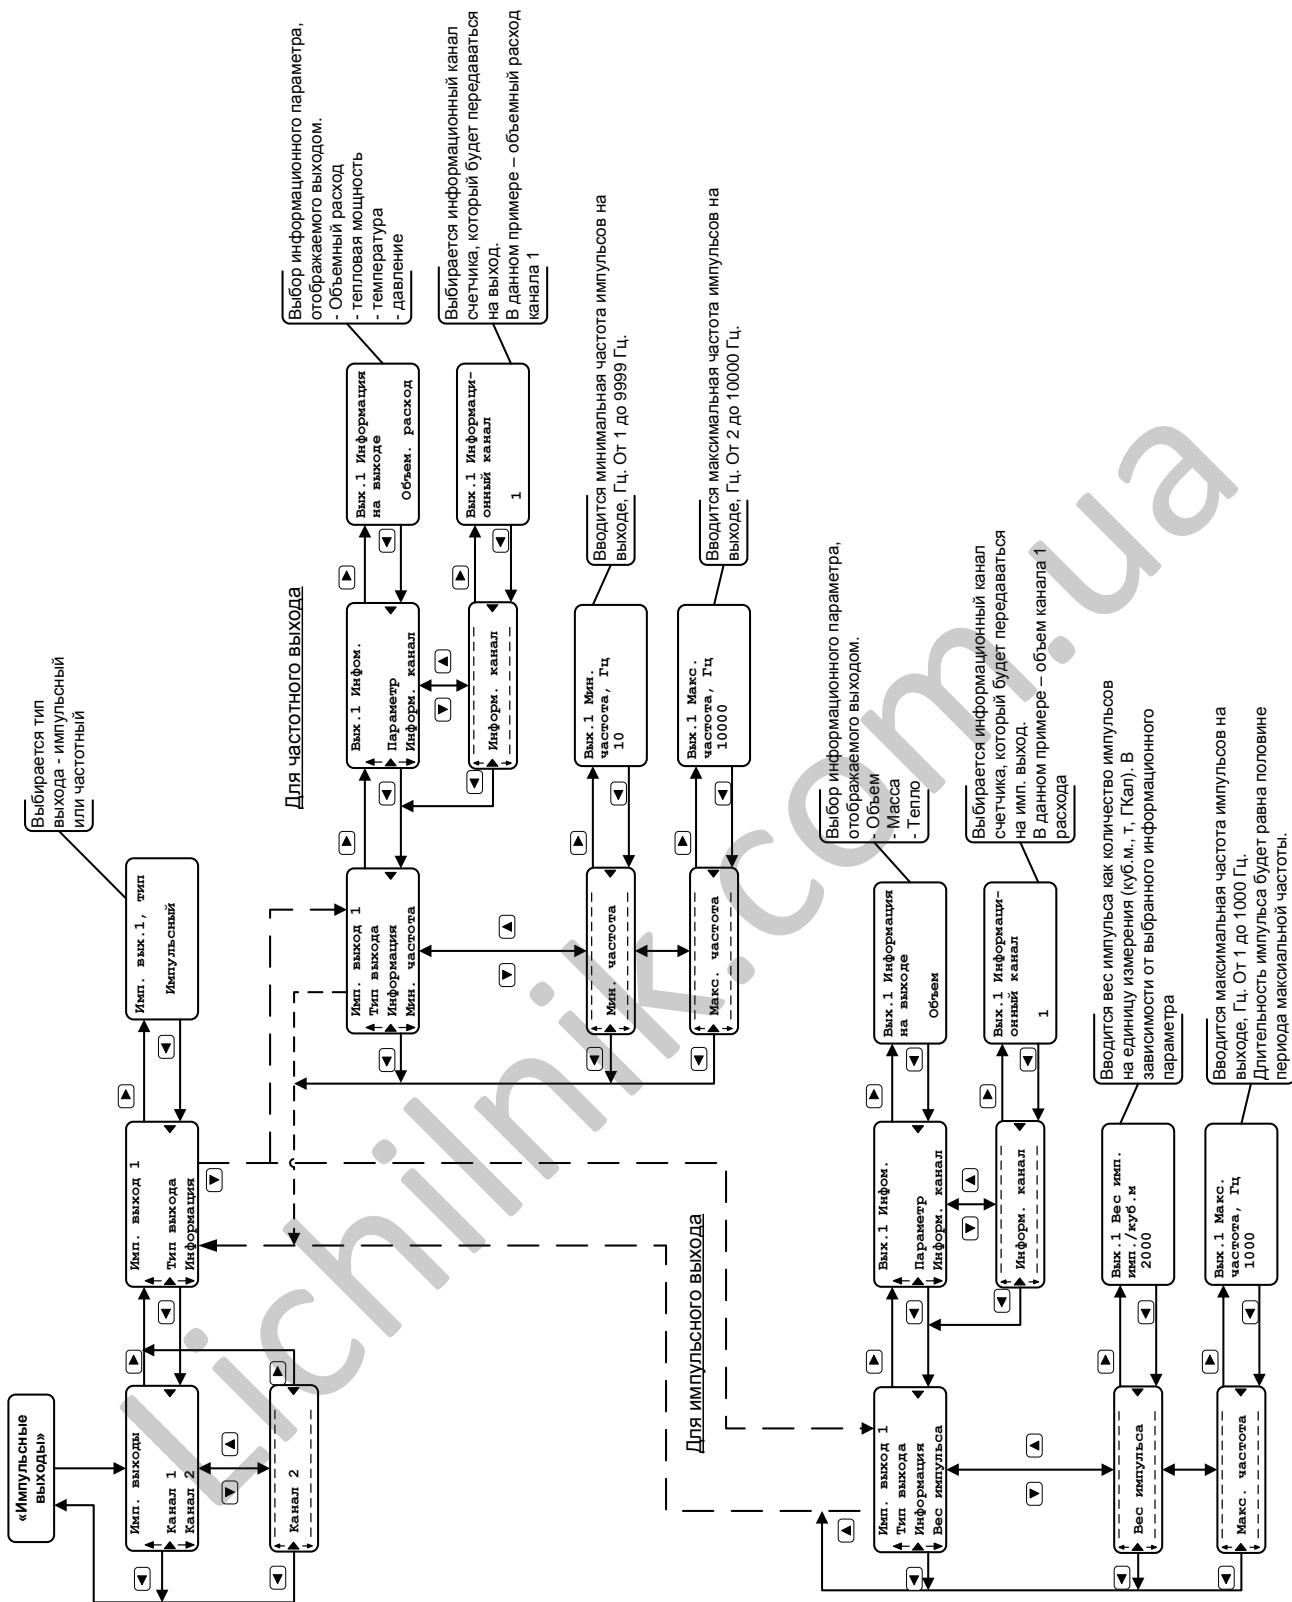 «Импульсные
выходы»
Имп. выходы
Канал 1
Канал 2
Канал 2
Имп. выход 1
Тип выхода
Информация
Имп. вых.1, тип
Импульсный
Выбирается тип
выхода - импульсный
или частотный
Для частотного выхода
Имп. выход 1
Тип выхода
Информация
Мин. частота
Вых.1 Инфом.
Параметр
Информ. канал
Вых.1 Информация
на выходе
Объем. расход
Выбор информационного параметра,
отображаемого выходом.
- Объемный расход
- тепловая мощность
- температура
- давление
Информ. канал
Вых.1 Информаци-
онный канал
1
Выбирается информационный канал
счетчика, который будет передаваться
на выход.
В данном примере – объемный расход
канала 1
Мин. частота
Вых.1 Мин.
частота, Гц
10
Вводится минимальная частота импульсов на
выходе, Гц. От 1 до 9999 Гц.
Макс. частота
Вых.1 Макс.
частота, Гц
10000
Вводится максимальная частота импульсов на
выходе, Гц. От 2 до 10000 Гц.
Для импульсного выхода
Имп. выход 1
Тип выхода
Информация
Вес импульса
Вых.1 Инфом.
Параметр
Информ. канал
Вых.1 Информация
на выходе
Объем
Выбор информационного параметра,
отображаемого выходом.
- Объем
- Масса
- Тепло
Информ. канал
Вых.1 Информаци-
онный канал
1
Выбирается информационный канал
счетчика, который будет передаваться
на имп. выход.
В данном примере – объем канала 1
расхода
Вес импульса
Вых.1 Вес имп.
имп./куб.м
2000
Вводится вес импульса как количество импульсов
на единицу измерения (куб.м., т, ГКал). В
зависимости от выбранного информационного
параметра
Макс. частота
Вых.1 Макс.
частота, Гц
1000
Вводится максимальная частота импульсов на
выходе, Гц. От 1 до 1000 Гц.
Длительность импульса будет равна половине
периода максиальной частоты.
Lichilnik.com.ua